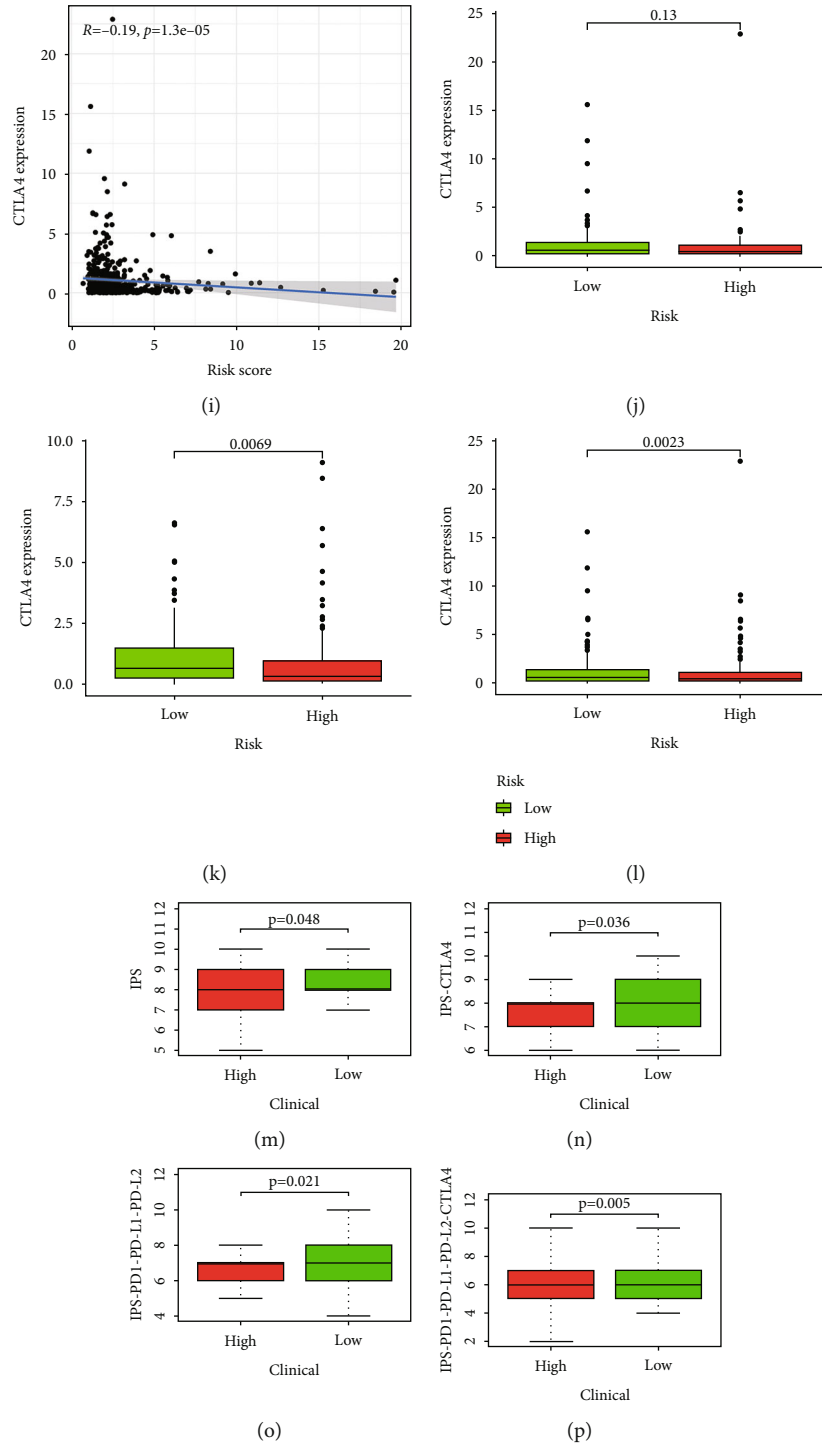 R=–0.19, p=1.3e–05
CTLA4 expression
20
15
10
5
0
0
5
10
15
20
Risk score
(i)
0.13
CTLA4 expression
25
20
15
10
5
0
Low
High
Risk
(j)
0.0069
CTLA4 expression
10.0
7.5
5.0
2.5
0.0
Low
High
Risk
(k)
0.0023
CTLA4 expression
25
20
15
10
5
0
Low
High
Risk
Risk
Low
High
(l)
p=0.048
IPS
12
11
10
9
8
7
6
5
High
Low
Clinical
(m)
p=0.036
IPS-CTLA4
12
11
10
9
8
7
6
High
Low
Clinical
(n)
p=0.021
IPS-PD1-PD-L1-PD-L2
12
10
8
6
4
High
Low
Clinical
(o)
p=0.005
IPS-PD1-PD-L1-PD-L2-CTLA4
12
10
8
6
4
2
High
Low
Clinical
(p)